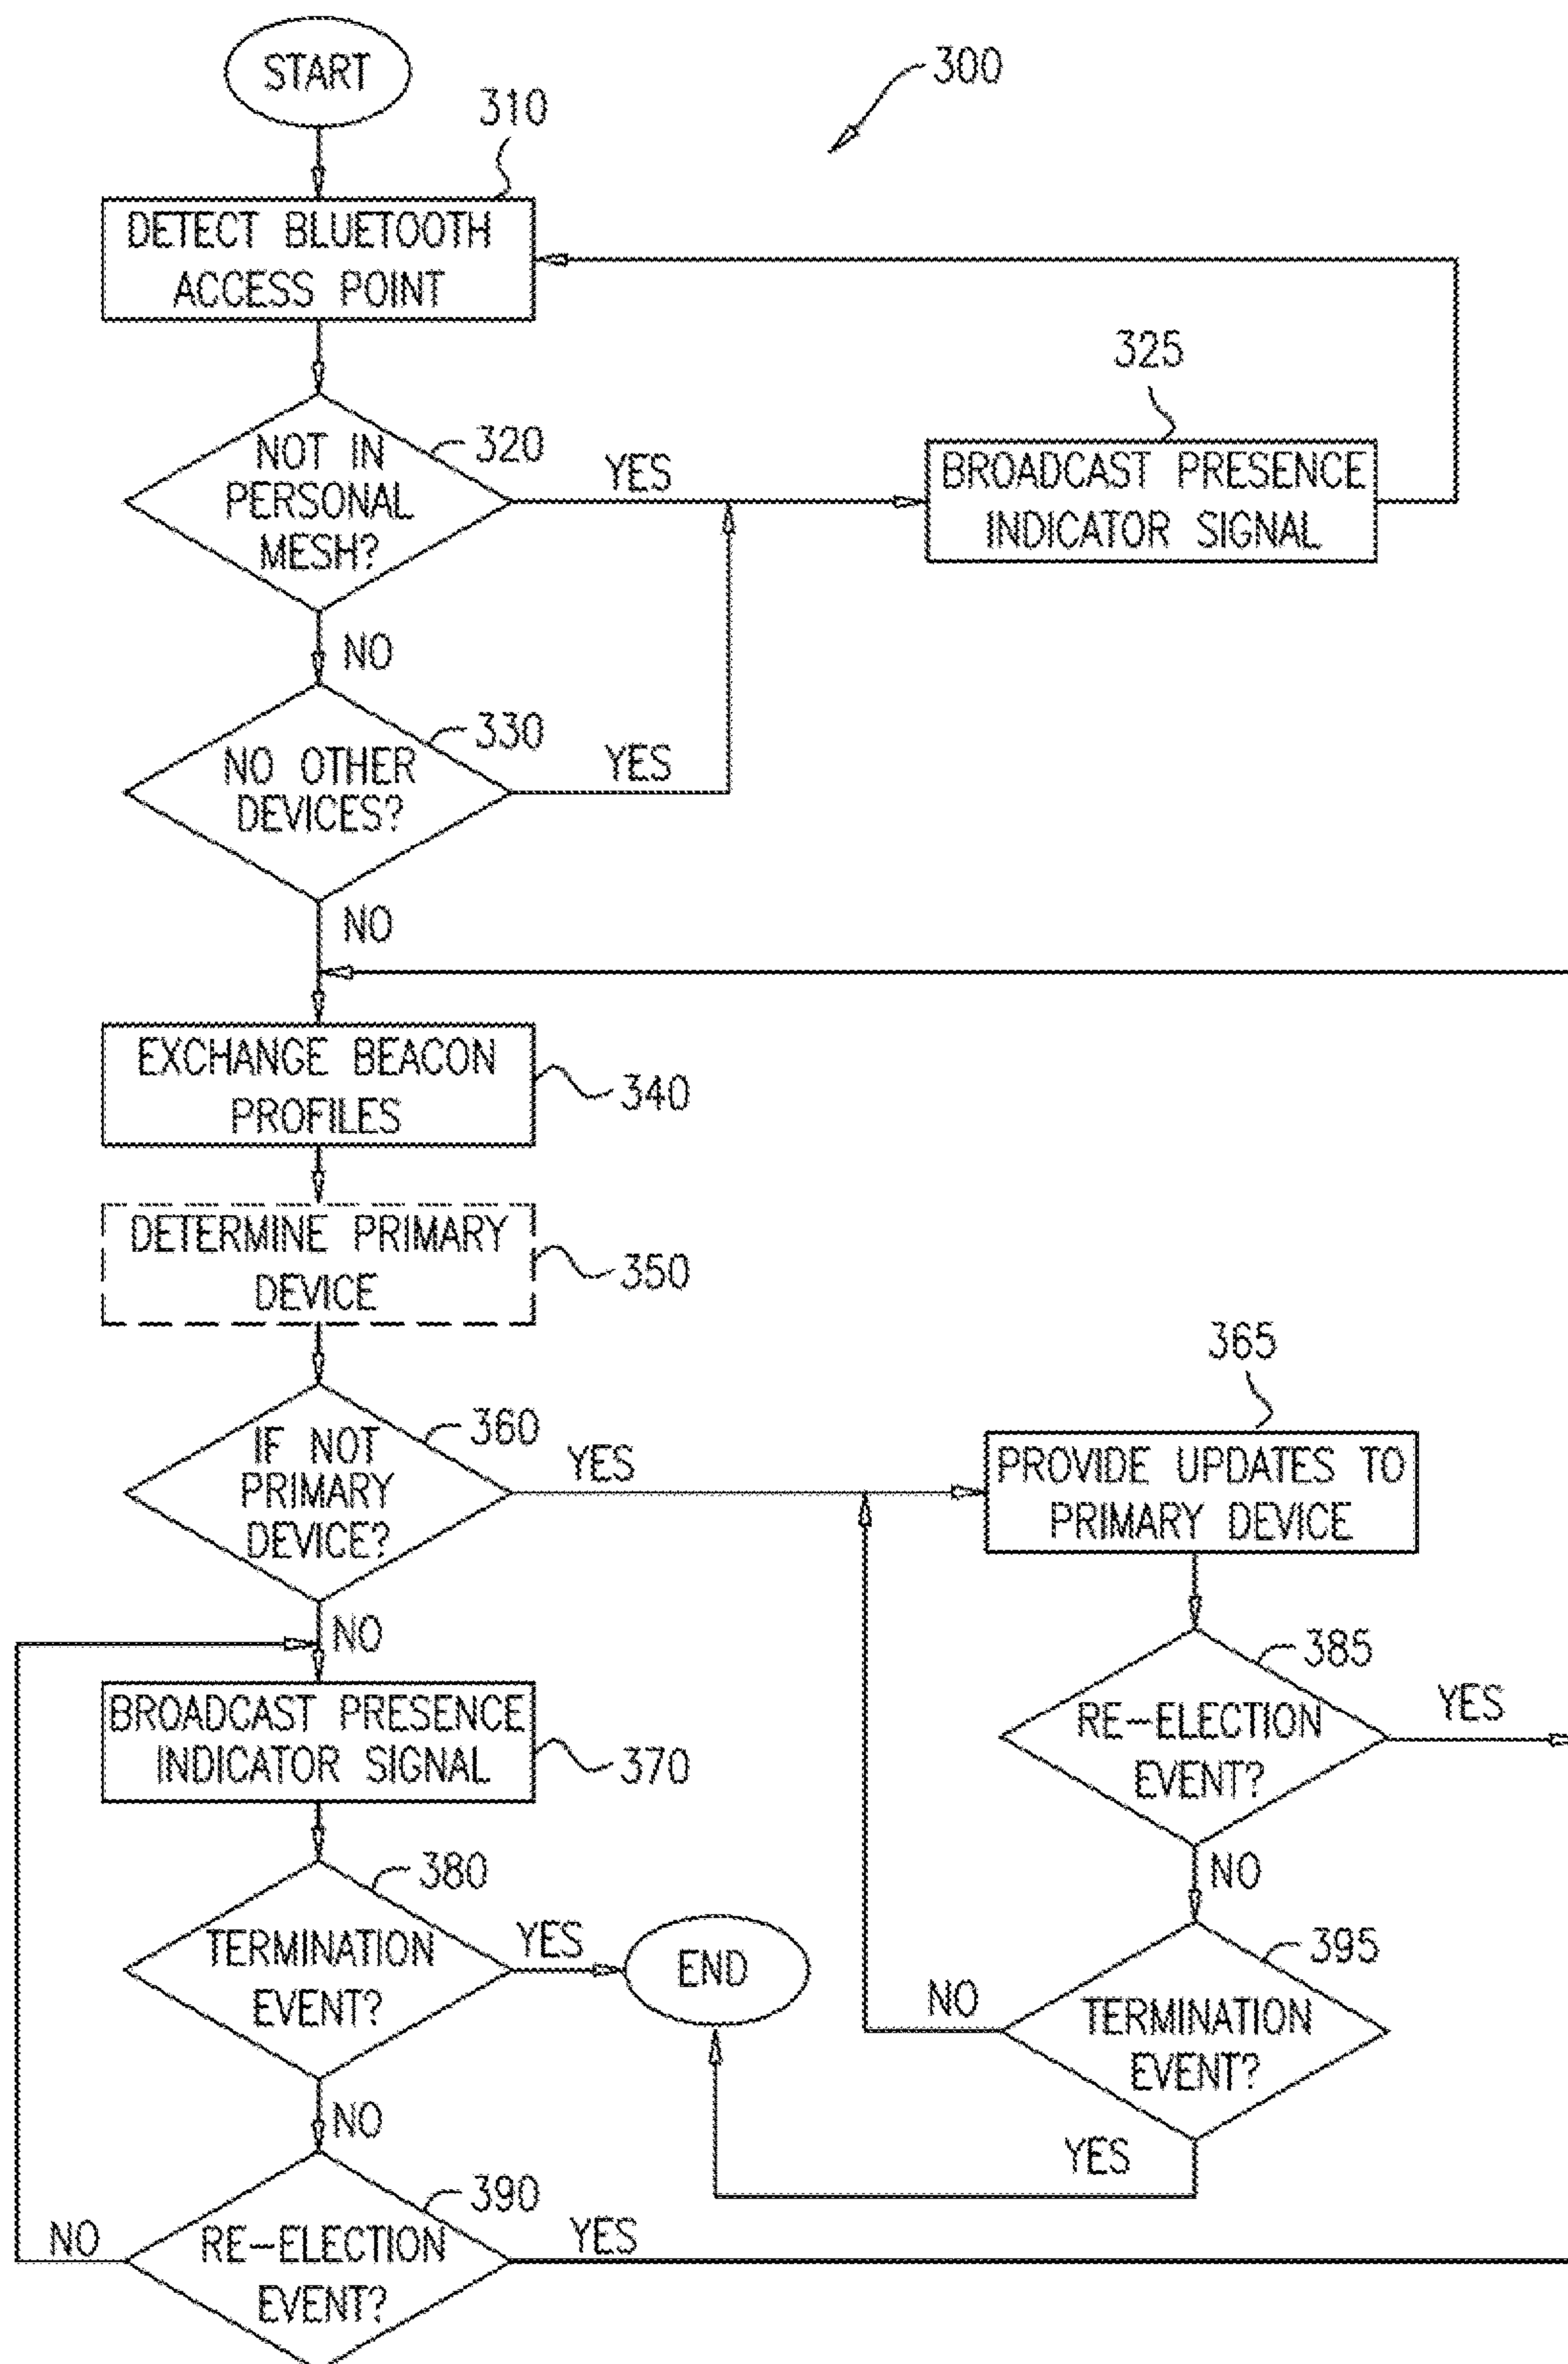 START
300
310
DETECT BLUETOOTH
ACCESS POINT
325
320
NOT IN
PERSONAL
MESH?
YES
BROADCAST PRESENCE
INDICATOR SIGNAL
NO
330
NO OTHER
DEVICES?
YES
NO
EXCHANGE BEACON
PROFILES
340
DETERMINE PRIMARY
DEVICE
350
365
360
IF NOT
PRIMARY
DEVICE?
YES
PROVIDE UPDATES TO
PRIMARY DEVICE
NO
385
RE-ELECTION
EVENT?
YES
BROADCAST PRESENCE
INDICATOR SIGNAL
370
NO
380
TERMINATION
EVENT?
YES
END
395
NO
TERMINATION
EVENT?
NO
YES
390
NO
RE-ELECTION
EVENT?
YES